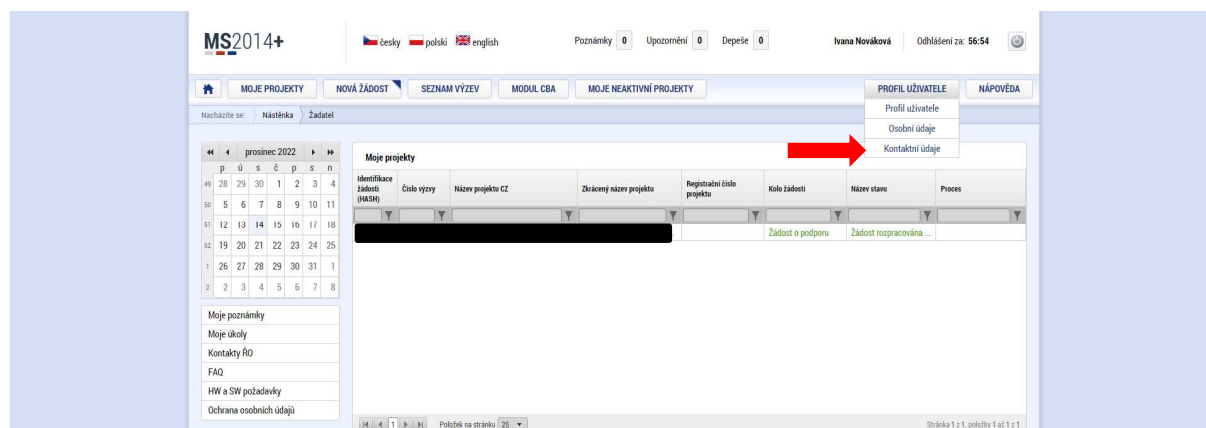 MS2014+
česky polski english
Poznámky 0 Upozornění 0 Depeše 0
Ivana Nováková Odhlášení za: 56:54
MOJE PROJEKTY NOVÁ ŽÁDOST SEZNAM VÝZEV MODUL CBA MOJE NEAKTIVNÍ PROJEKTY PROFIL UŽIVATELE NÁPOVĚDA
Nacházíte se: Nástěnka Žadatel
Profil uživatele
Osobní údaje
Kontaktní údaje
prosinec 2022
p ú s č p s n
49 28 29 30 1 2 3 4
50 5 6 7 8 9 10 11
51 12 13 14 15 16 17 18
52 19 20 21 22 23 24 25
1 26 27 28 29 30 31 1
2 2 3 4 5 6 7 8
Moje poznámky
Moje úkoly
Kontakty ŘO
FAQ
HW a SW požadavky
Ochrana osobních údajů
Moje projekty
Identifikace žádosti (HASH) Číslo výzvy Název projektu CZ Zkrácený název projektu Registrační číslo projektu Kolo žádosti Název stavu Proces
Žádost o podporu Žádost rozpracována ...
1 Položek na stránku 25 Stránka 1 z 1, položky 1 až 1 z 1